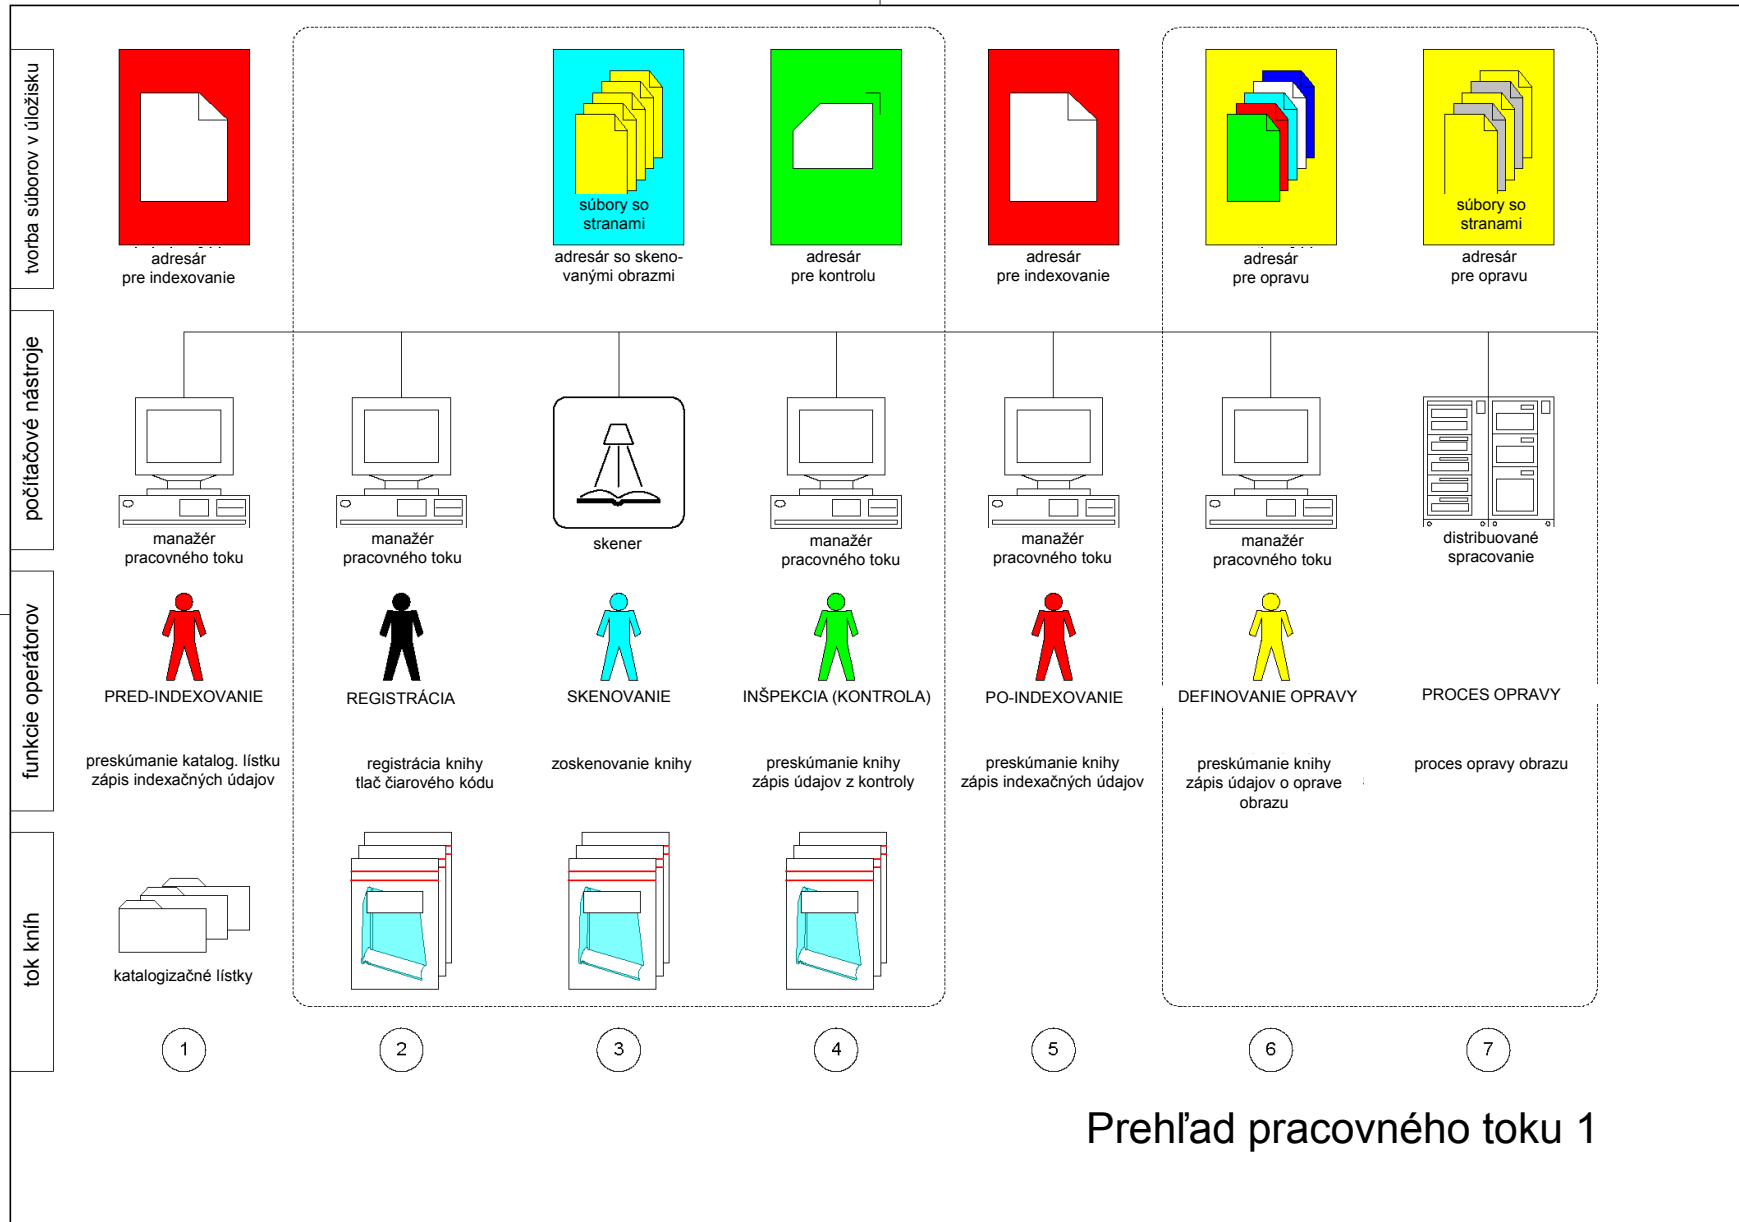 tvorba súborov v úložisku
adresár
pre indexovanie
súbory so
stranami
adresár so skeno-
vanými obrazmi
adresár
pre kontrolu
adresár
pre indexovanie
adresár
pre opravu
súbory so
stranami
adresár
pre opravu
počítačové nástroje
manažér
pracovného toku
manažér
pracovného toku
skener
manažér
pracovného toku
manažér
pracovného toku
manažér
pracovného toku
distribuované
spracovanie
funkcie operátorov
PRED-INDEXOVANIE
REGISTRÁCIA
SKENOVANIE
INŠPEKCIA (KONTROLA)
PO-INDEXOVANIE
DEFINOVANIE OPRAVY
PROCES OPRAVY
preskúmanie katalog. lístku
zápis indexačných údajov
registrácia knihy
tlač čiarového kódu
zoskenovanie knihy
preskúmanie knihy
zápis údajov z kontroly
preskúmanie knihy
zápis indexačných údajov
preskúmanie knihy
zápis údajov o oprave
obrazu
proces opravy obrazu
tok kníh
katalogizačné lístky
1
2
3
4
5
6
7
Prehľad pracovného toku 1